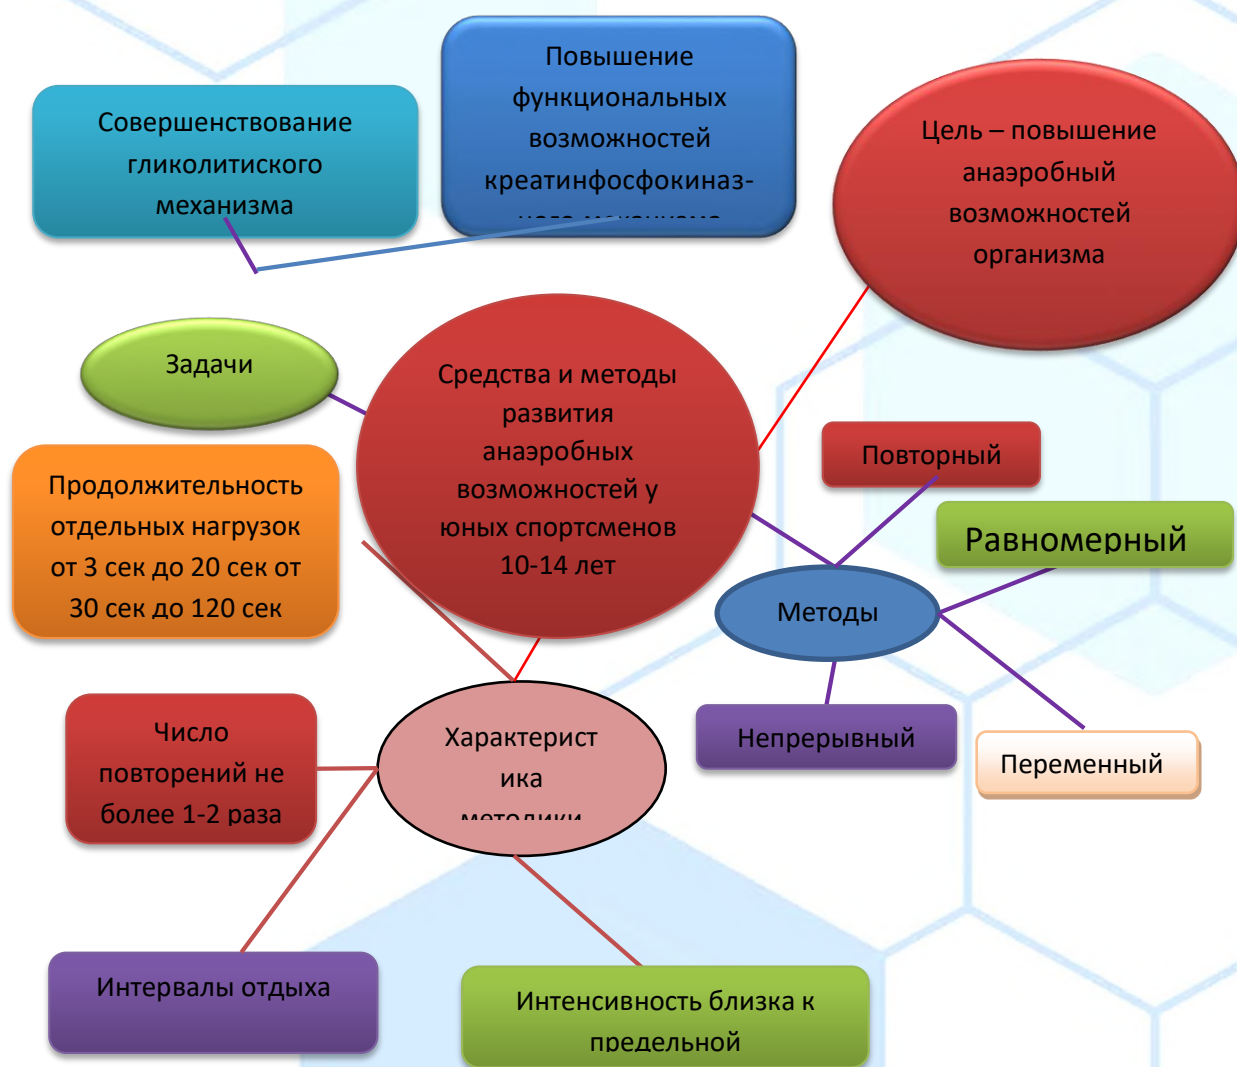 Повышение
функциональных
возможностей
креатинфосфокиназ-
ного механизма
Совершенствование
гликолитиского
механизма
Цель – повышение
анаэробный
возможностей
организма
Задачи
Средства и методы
развития
анаэробных
возможностей у
юных спортсменов
10-14 лет
Повторный
Продолжительность
отдельных нагрузок
от 3 сек до 20 сек от
30 сек до 120 сек
Равномерный
Методы
Непрерывный
Переменный
Число
повторений не
более 1-2 раза
Характерист
ика
методики
Интервалы отдыха
Интенсивность близка к
предельной